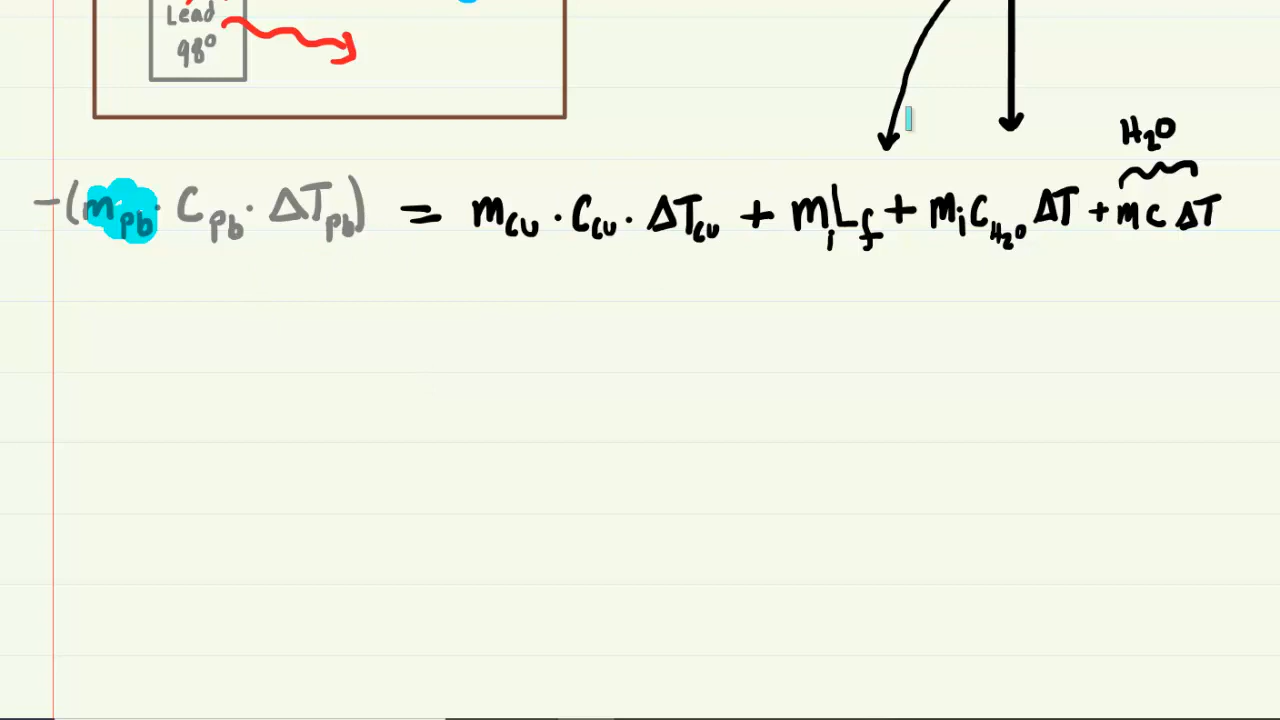 Lead
98°
H₂O
-(m_pb · C_pb · ΔT_pb) = m_cu · C_cu · ΔT_cu + m_i L_f + m_i C_H₂O ΔT + m C ΔT